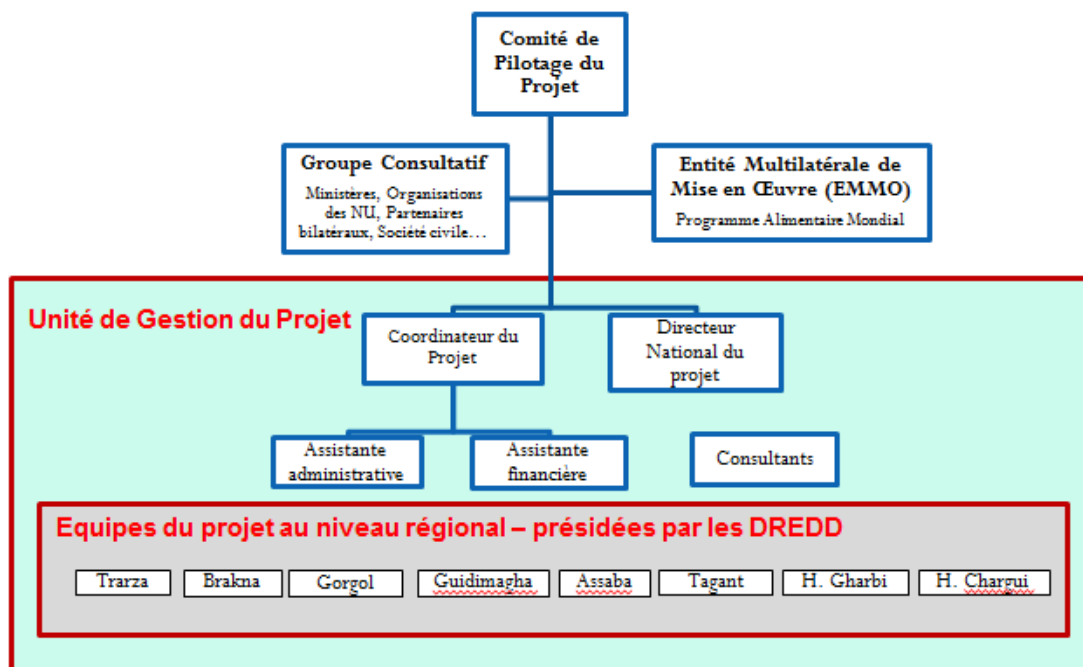 Comité de
Pilotage du
Projet
Groupe Consultatif
Ministères, Organisations
des NU, Partenaires
bilatéraux, Société civile…
Entité Multilatérale de
Mise en Œuvre (EMMO)
Programme Alimentaire Mondial
Unité de Gestion du Projet
Coordinateur du
Projet
Directeur
National du
projet
Assistante
administrative
Assistante
financière
Consultants
Equipes du projet au niveau régional – présidées par les DREDD
Trarza
Brakna
Gorgol
Guidimagha
Assaba
Tagant
H. Gharbi
H. Chargui